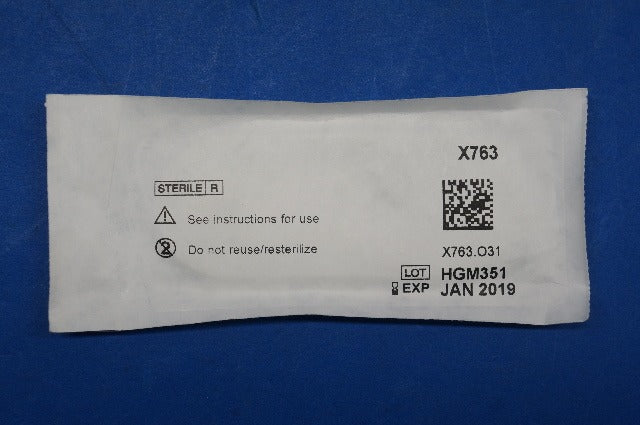 X763
STERILE R
See instructions for use
Do not reuse/resterilize
X763.O31
LOT HGM351
EXP JAN 2019